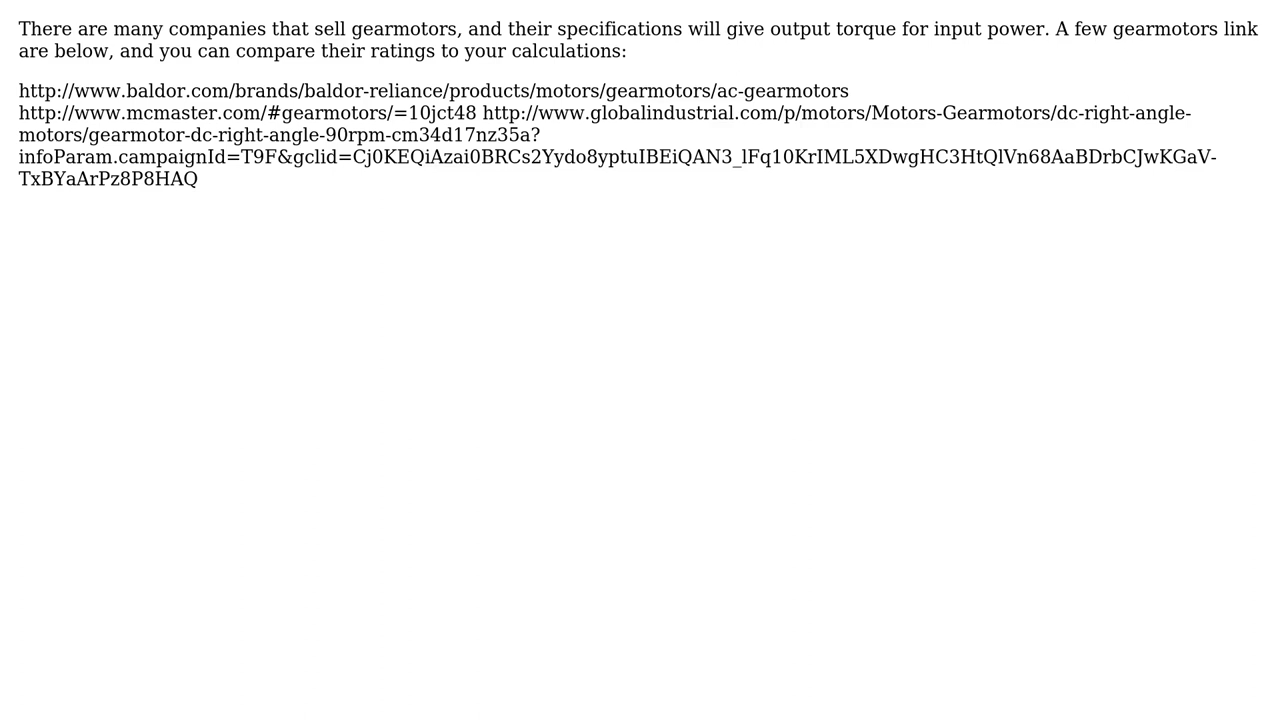 There are many companies that sell gearmotors, and their specifications will give output torque for input power. A few gearmotors link
are below, and you can compare their ratings to your calculations:
http://www.baldor.com/brands/baldor-reliance/products/motors/gearmotors/ac-gearmotors
http://www.mcmaster.com/#gearmotors/=10jct48 http://www.globalindustrial.com/p/motors/Motors-Gearmotors/dc-right-angle-
motors/gearmotor-dc-right-angle-90rpm-cm34d17nz35a?
infoParam.campaignId=T9F&gclid=Cj0KEQiAzai0BRCs2Yydo8yptuIBEiQAN3_lFq10KrIML5XDwgHC3HtQlVn68AaBDrbCJwKGaV-
TxBYaArPz8P8HAQ